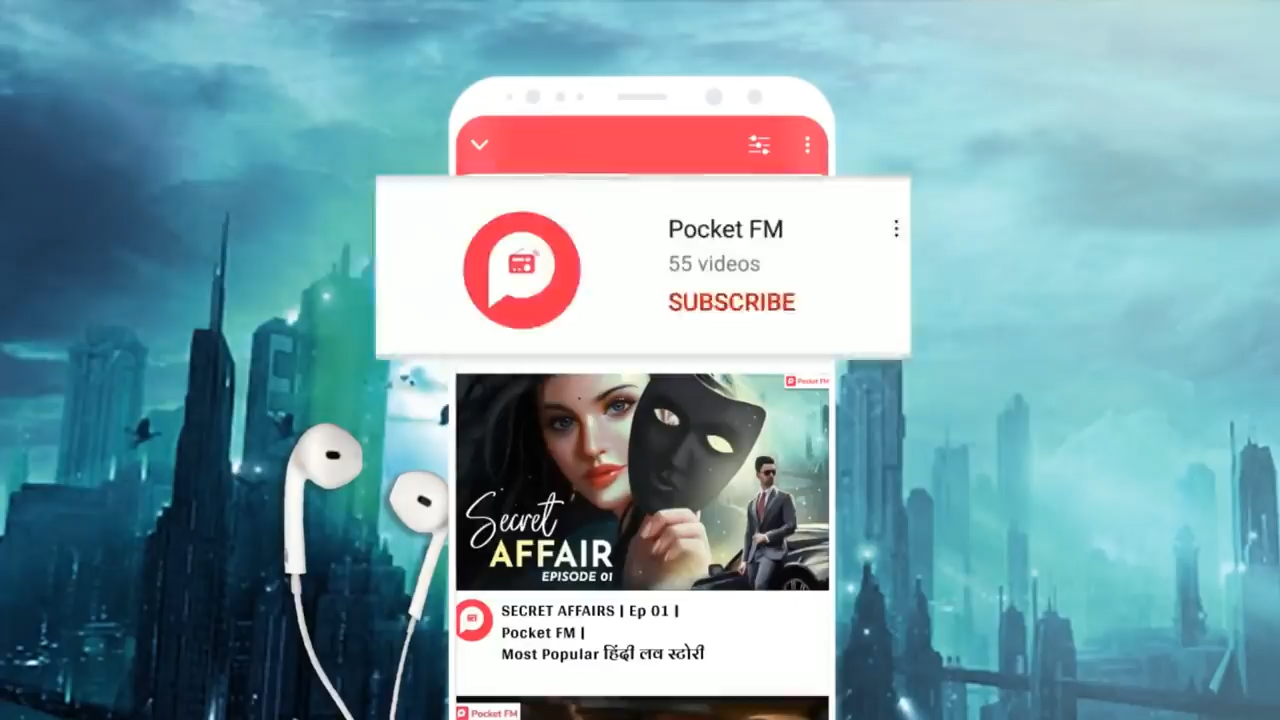 Pocket FM
55 videos
SUBSCRIBE
Pocket FM
Secret
AFFAIR
EPISODE 01
SECRET AFFAIRS | Ep 01 |
Pocket FM |
Most Popular हिंदी लव स्टोरी
Pocket FM